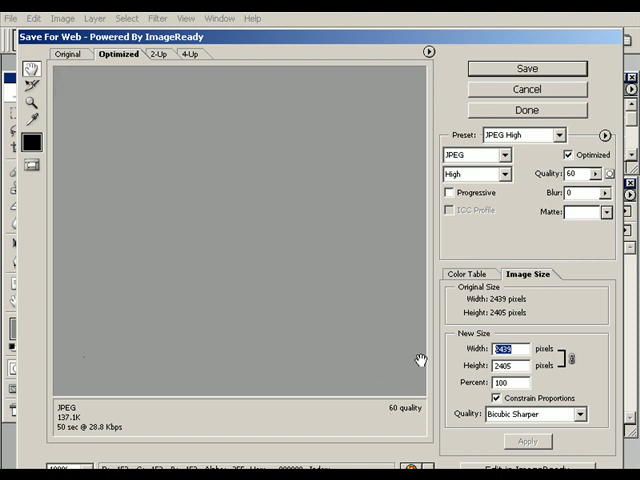 File Edit Image Layer Select Filter View Window Help
Save For Web - Powered By ImageReady
Original Optimized 2-Up 4-Up
Save
Cancel
Done
Preset: JPEG High
JPEG Optimized
High Quality: 60
Progressive Blur: 0
ICC Profile Matte:
Color Table Image Size
Original Size
Width: 2439 pixels
Height: 2405 pixels
New Size
Width: 2439 pixels
Height: 2405 pixels
Percent: 100
Constrain Proportions
Quality: Bicubic Sharper
Apply
JPEG 60 quality
137.1K
50 sec @ 28.8 Kbps